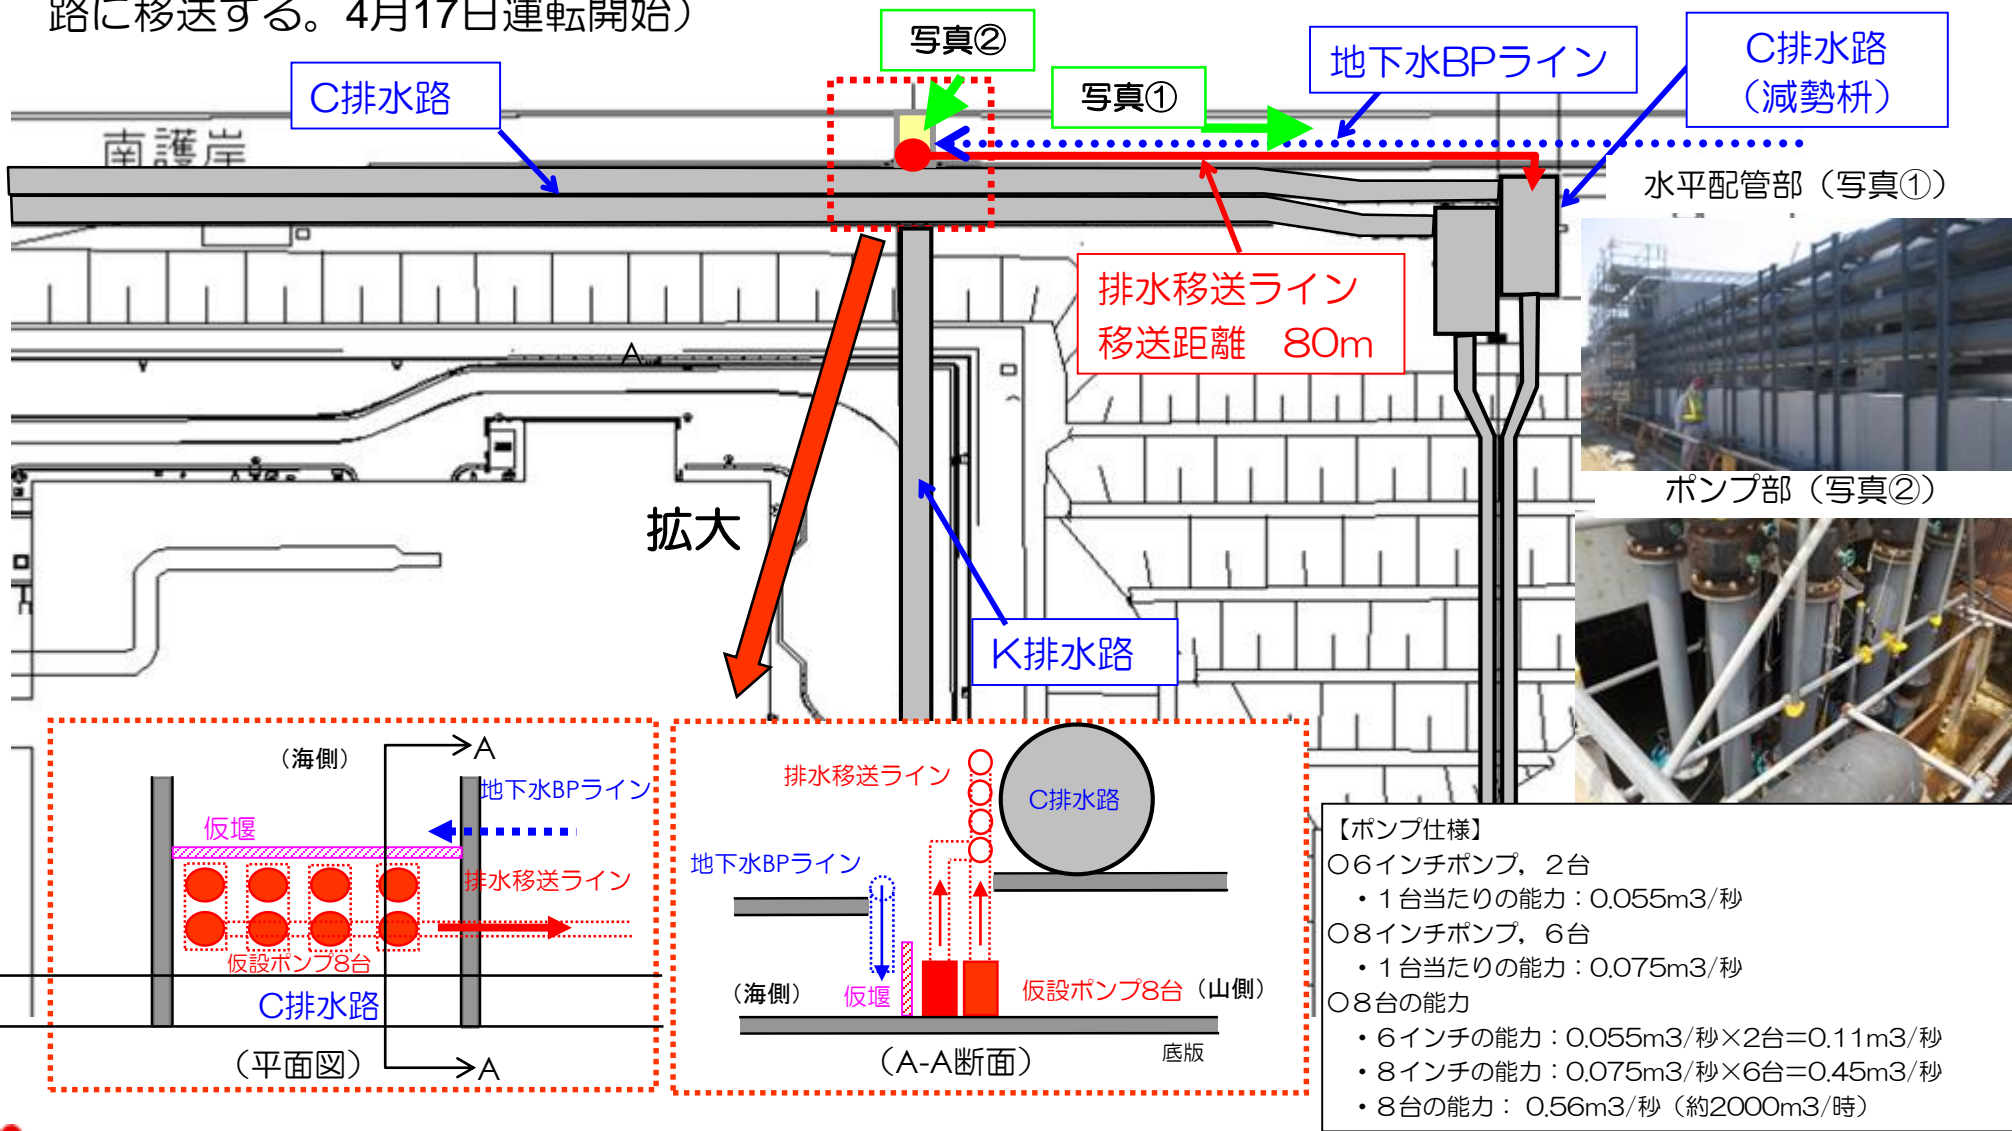 路に移送する。4月17日運転開始）
写真②
地下水BPライン
C排水路
（減勢枡）
C排水路
写真①
南護岸
水平配管部（写真①）
排水移送ライン
移送距離　80m
A
ポンプ部（写真②）
拡大
K排水路
（海側）
A
地下水BPライン
仮堰
排水移送ライン
仮設ポンプ8台
C排水路
（平面図）
A
排水移送ライン
C排水路
地下水BPライン
（海側）
仮堰
仮設ポンプ8台
（山側）
（A-A断面）
底版
【ポンプ仕様】
〇６インチポンプ，２台
・１台当たりの能力：0.055m3/秒
〇８インチポンプ，６台
・１台当たりの能力：0.075m3/秒
〇８台の能力
・６インチの能力：0.055m3/秒×2台＝0.11m3/秒
・８インチの能力：0.075m3/秒×6台＝0.45m3/秒
・８台の能力： 0.56m3/秒（約2000m3/時）